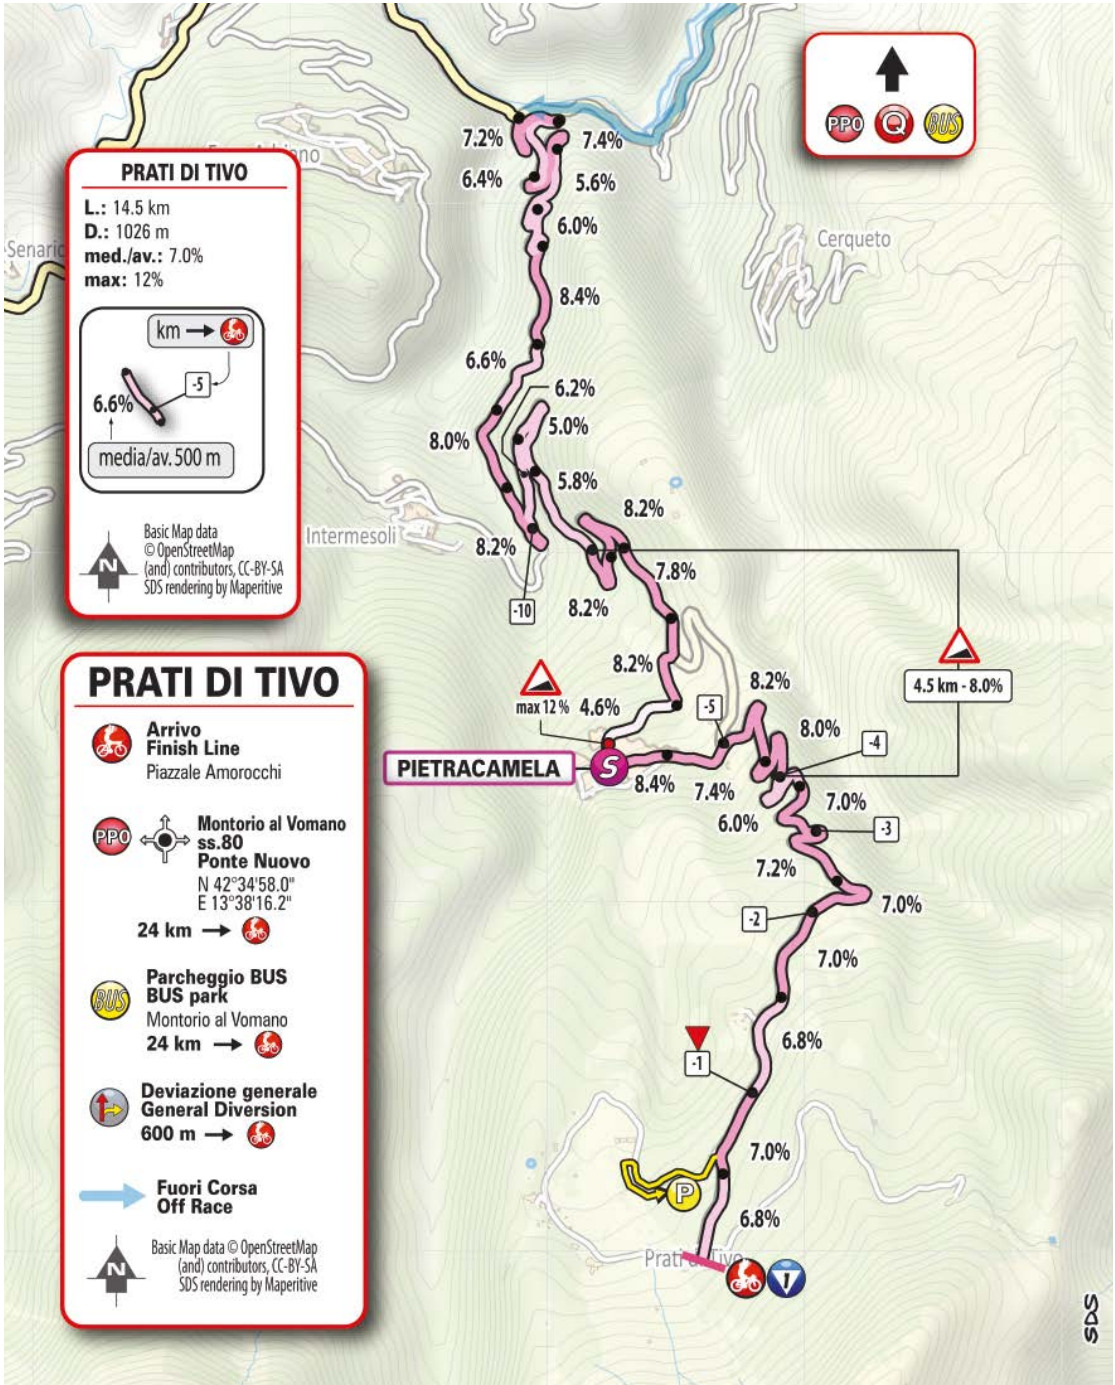 PPO
Q
BUS
PRATI DI TIVO
L.: 14.5 km
D.: 1026 m
med./av.: 7.0%
max: 12%
km
-5
6.6%
media/av. 500 m
Basic Map data
© OpenStreetMap
(and) contributors, CC-BY-SA
SDS rendering by Maperitive
N
PRATI DI TIVO
Arrivo
Finish Line
Piazzale Amorocchi
PPO
Montorio al Vomano
ss.80
Ponte Nuovo
N 42°34'58.0"
E 13°38'16.2"
24 km
BUS
Parcheggio BUS
BUS park
Montorio al Vomano
24 km
Deviazione generale
General Diversion
600 m
Fuori Corsa
Off Race
Basic Map data © OpenStreetMap
(and) contributors, CC-BY-SA
SDS rendering by Maperitive
N
7.2%
7.4%
6.4%
5.6%
6.0%
Cerqueto
8.4%
6.6%
6.2%
5.0%
8.0%
5.8%
8.2%
Intermesoli
8.2%
7.8%
-10
8.2%
8.2%
8.2%
4.5 km - 8.0%
max 12 %
4.6%
-5
8.0%
-4
PIETRACAMELA
S
8.4%
7.4%
7.0%
6.0%
-3
7.2%
7.0%
-2
7.0%
6.8%
-1
7.0%
P
6.8%
Prati di Tivo
1
SDS